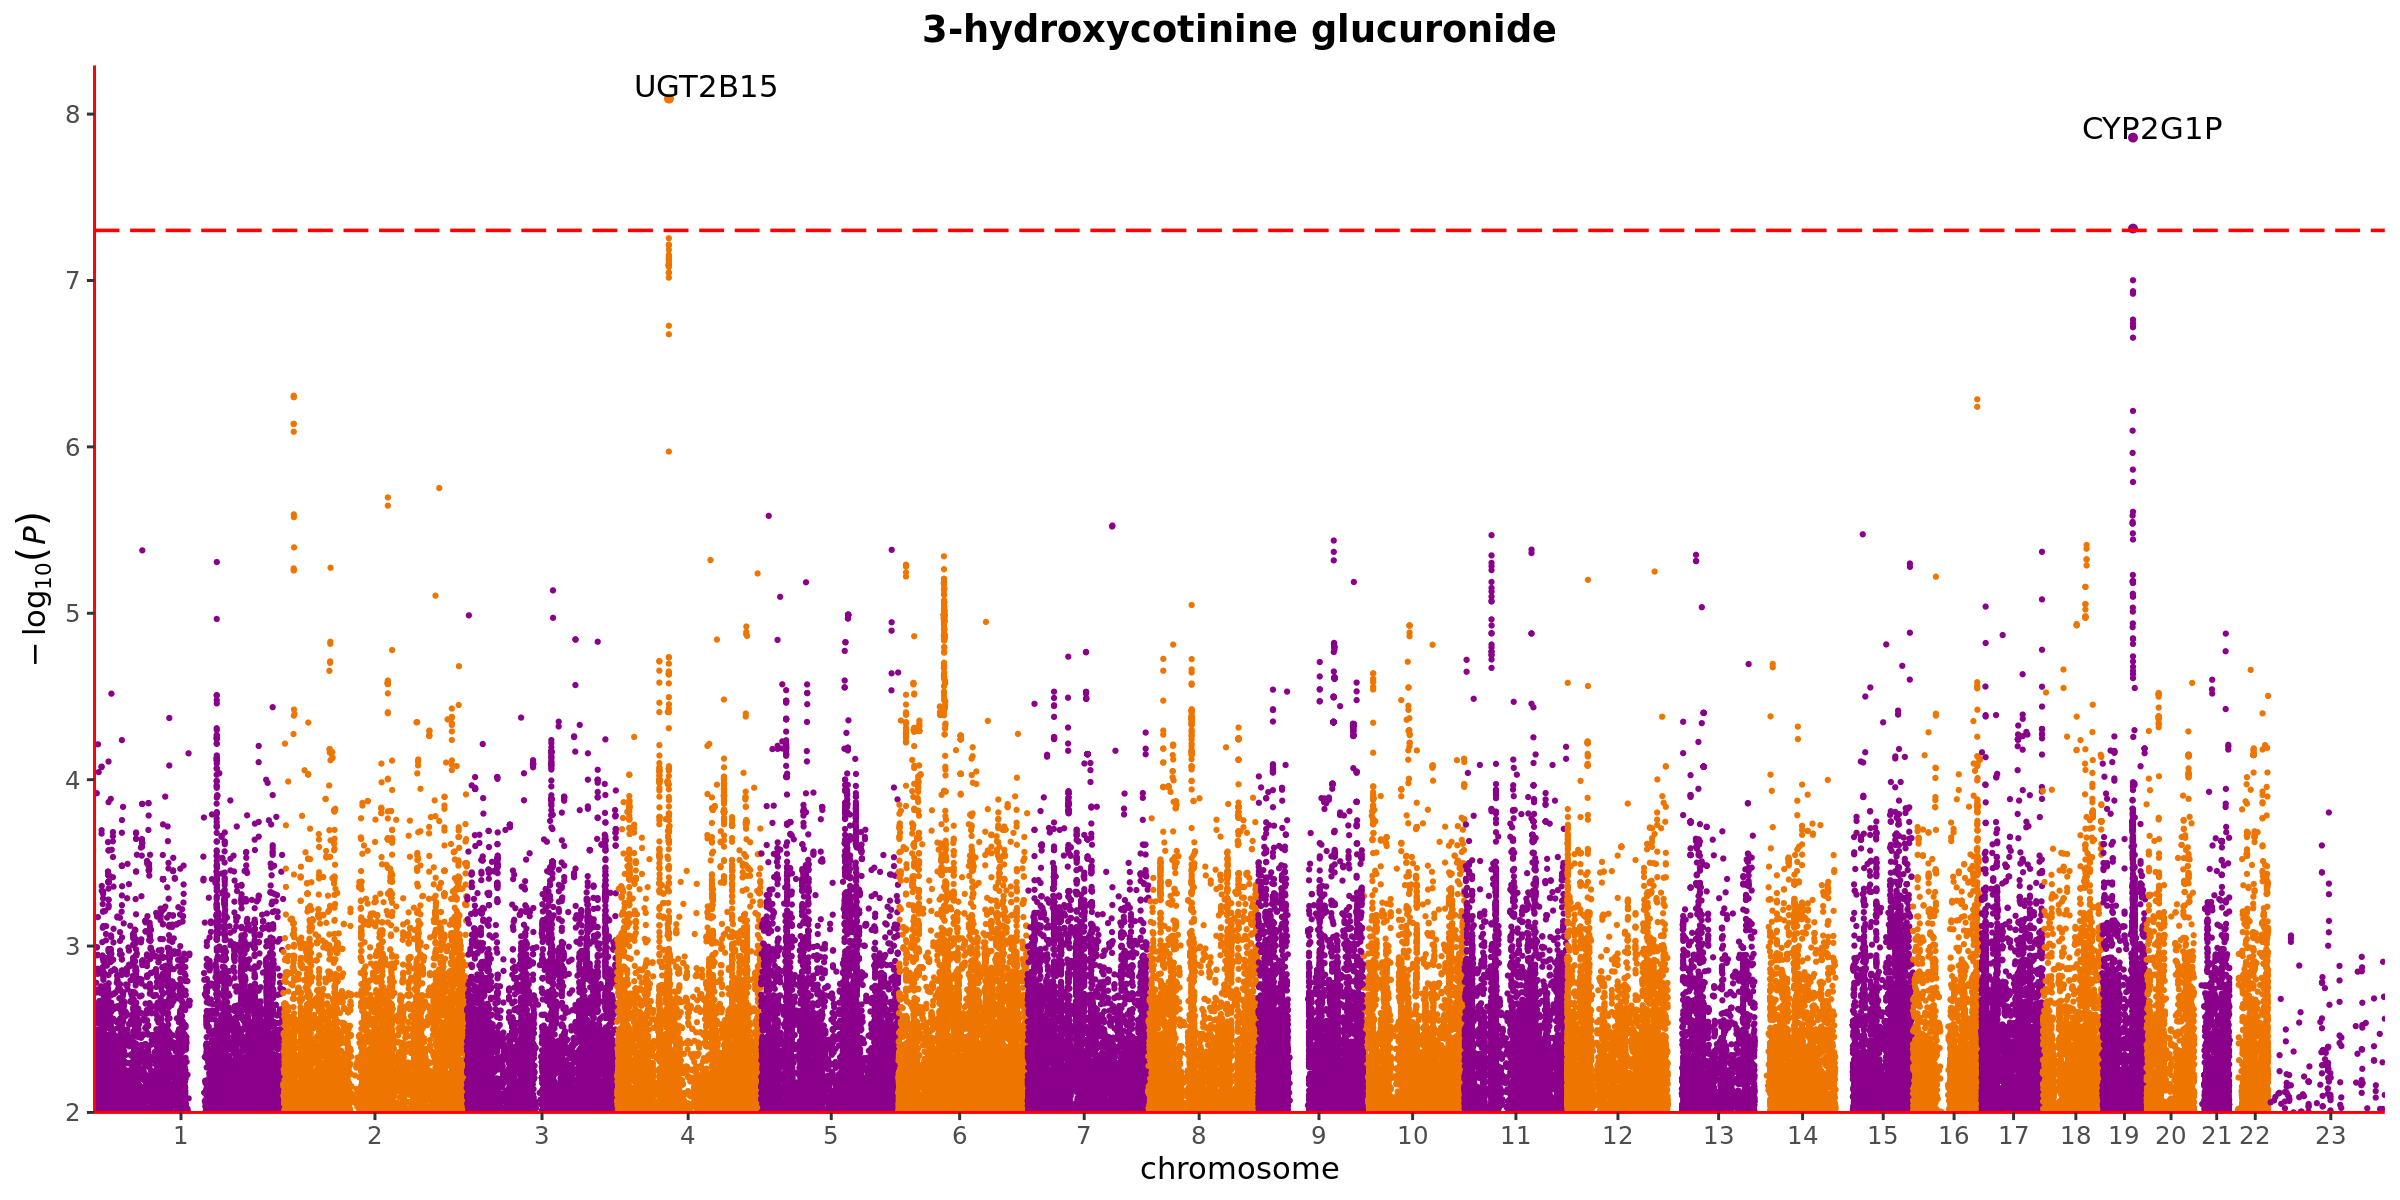 3-hydroxycotinine glucuronide
UGT2B15
CYP2G1P
8
7
6
5
4
3
2
− log10(P)
1 2 3 4 5 6 7 8 9 10 11 12 13 14 15 16 17 18 19 20 21 22 23
chromosome